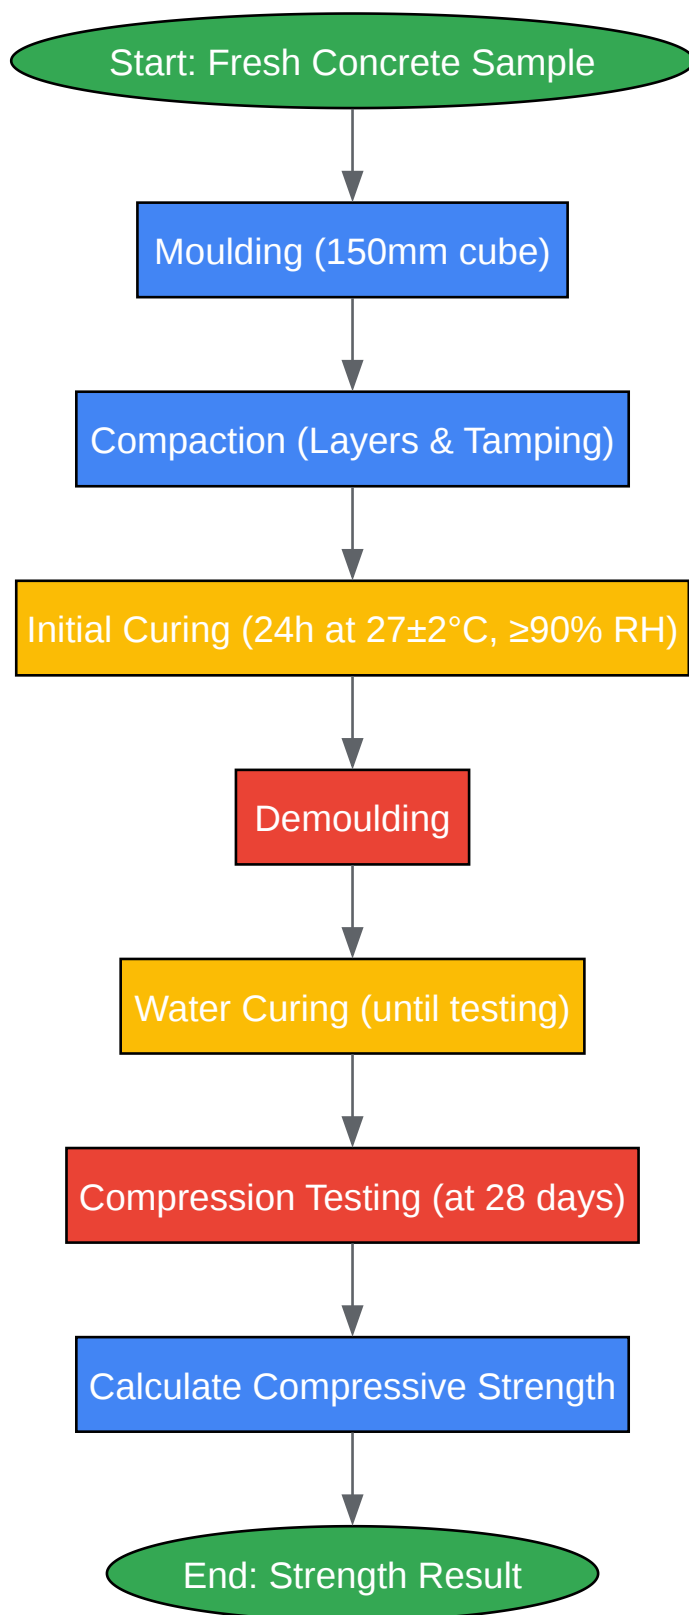 Start: Fresh Concrete Sample
Moulding (150mm cube)
Compaction (Layers & Tamping)
Initial Curing (24h at 27±2°C, ≥90% RH)
Demoulding
Water Curing (until testing)
Compression Testing (at 28 days)
Calculate Compressive Strength
End: Strength Result